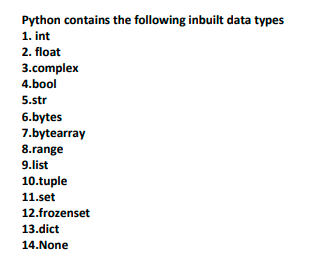 Python contains the following inbuilt data types
1. int
2. float
3.complex
4.bool
5.str
6.bytes
7.bytearray
8.range
9.list
10.tuple
11.set
12.frozenset
13.dict
14.None